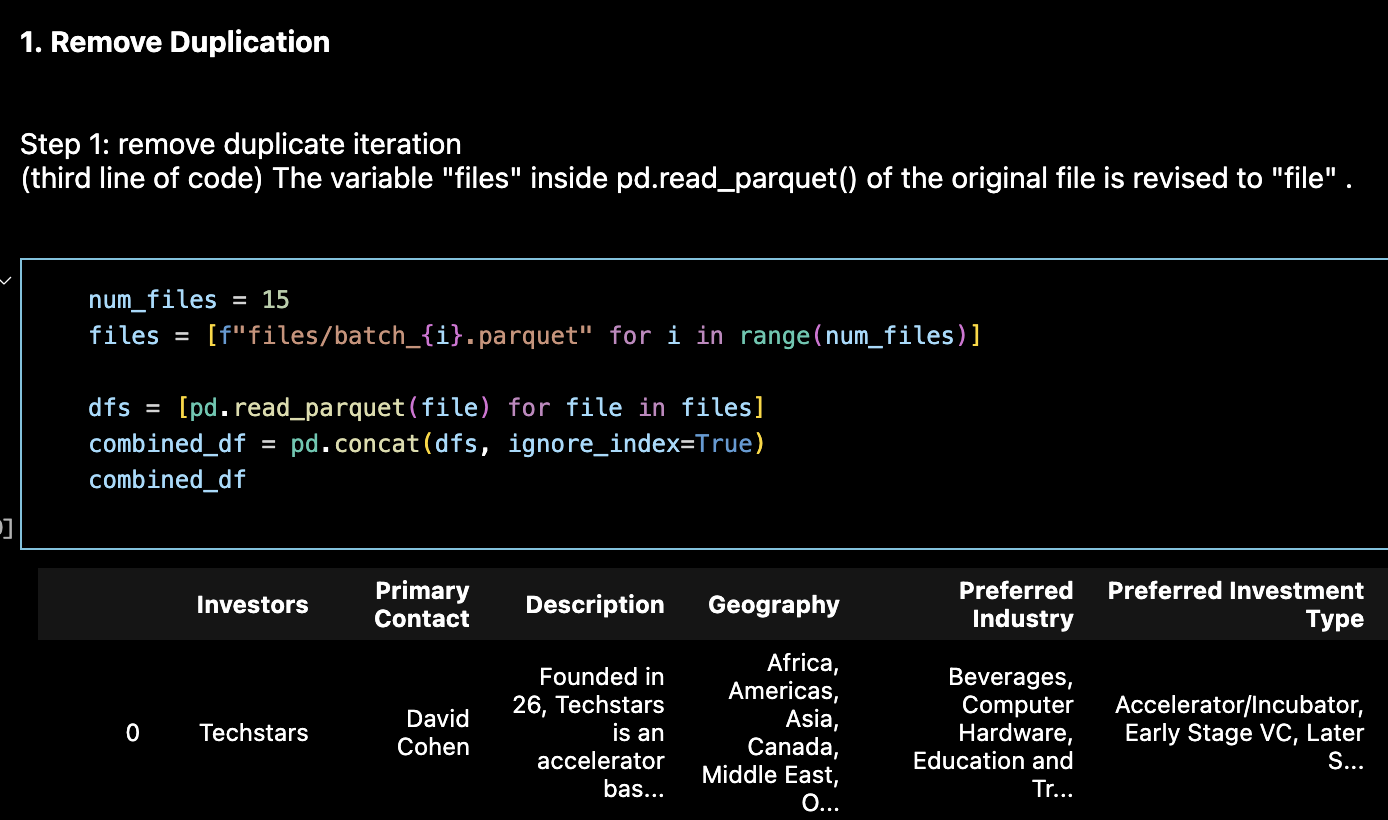 1. Remove Duplication
Step 1: remove duplicate iteration
(third line of code) The variable "files" inside pd.read_parquet() of the original file is revised to "file" .
num_files = 15
files = [f"files/batch_{i}.parquet" for i in range(num_files)]
dfs = [pd.read_parquet(file) for file in files]
combined_df = pd.concat(dfs, ignore_index=True)
combined_df
]
Investors Primary Contact Description Geography Preferred Industry Preferred Investment Type
0 Techstars David Cohen Founded in 26, Techstars is an accelerator bas... Africa, Americas, Asia, Canada, Middle East, O... Beverages, Computer Hardware, Education and Tr... Accelerator/Incubator, Early Stage VC, Later S...